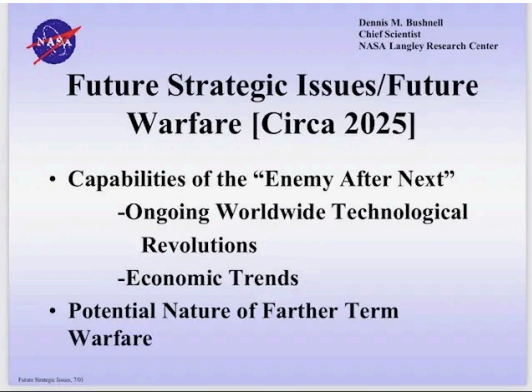 NASA
Dennis M. Bushnell
Chief Scientist
NASA Langley Research Center
Future Strategic Issues/Future
Warfare [Circa 2025]
• Capabilities of the “Enemy After Next”
-Ongoing Worldwide Technological
Revolutions
-Economic Trends
• Potential Nature of Farther Term
Warfare
Future Strategic Issues, 7/01